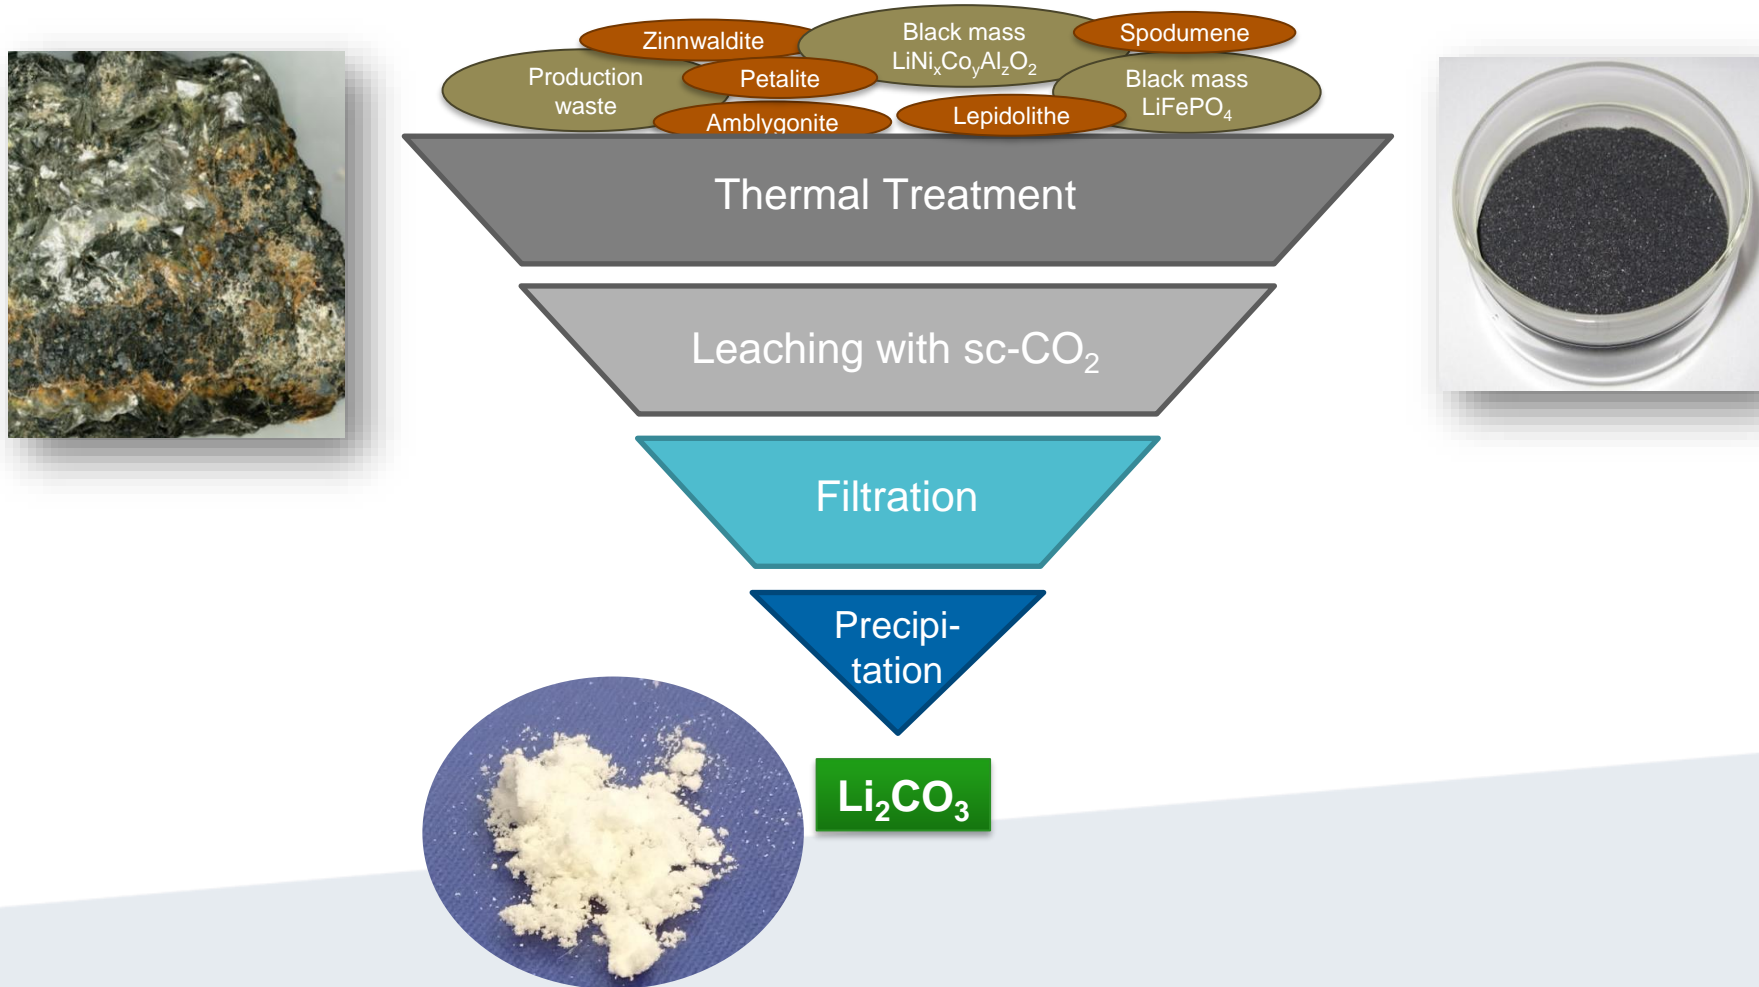 Zinnwaldite
Black mass
LiNiₓCoᵧAl_zO₂
Spodumene
Production
waste
Petalite
Black mass
LiFePO₄
Amblygonite
Lepidolithe
Thermal Treatment
Leaching with sc-CO₂
Filtration
Precipi-
tation
Li₂CO₃